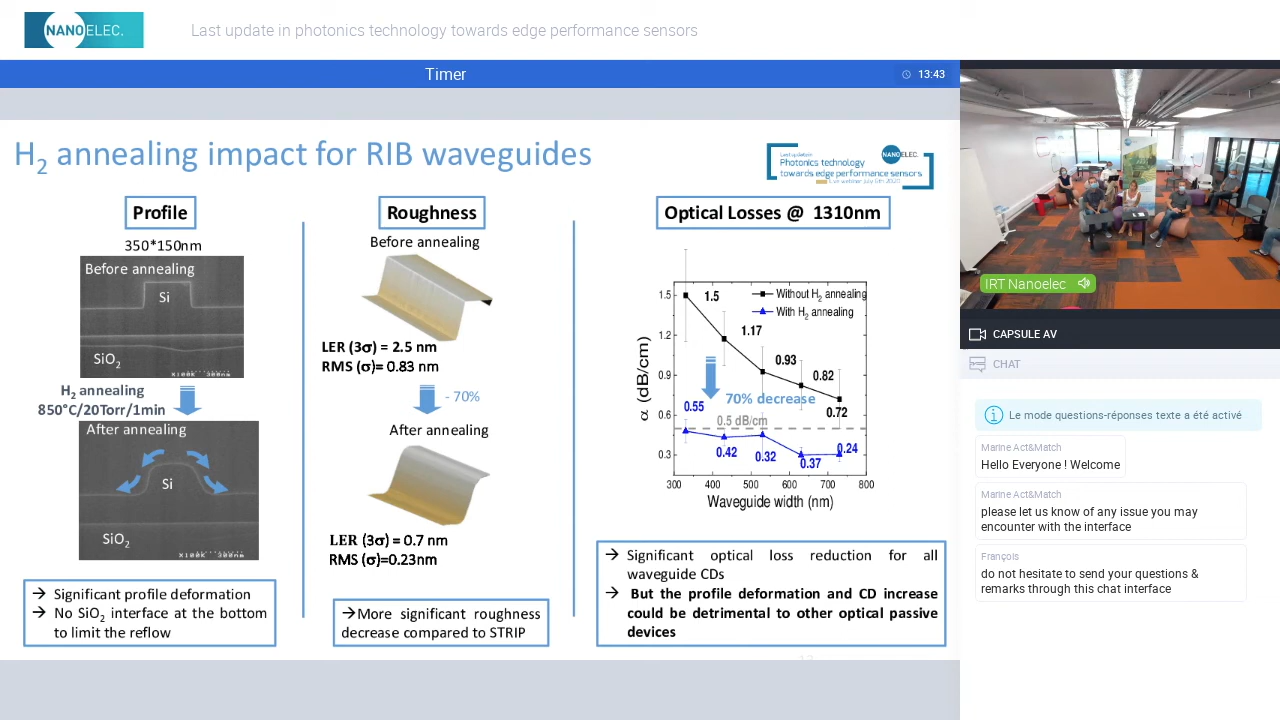 NANOELEC.
Last update in photonics technology towards edge performance sensors
Timer
13:43
H2 annealing impact for RIB waveguides
Last update in
Photonics technology
towards edge performance sensors
NANOELEC.
Profile
350*150nm
Before annealing
Si
SiO2
X100K 300nm
H2 annealing
850°C/20Torr/1min
After annealing
Si
SiO2
X100K 300nm
→ Significant profile deformation
→ No SiO2 interface at the bottom
to limit the reflow
Roughness
Before annealing
LER (3σ) = 2.5 nm
RMS (σ)= 0.83 nm
- 70%
After annealing
LER (3σ) = 0.7 nm
RMS (σ)=0.23nm
→More significant roughness
decrease compared to STRIP
Optical Losses @ 1310nm
α (dB/cm)
1.5
1.2
0.9
0.6
0.3
Without H2 annealing
With H2 annealing
1.5
1.17
0.93
0.82
0.72
70% decrease
0.5 dB/cm
0.55
0.42
0.32
0.37
0.24
300 400 500 600 700 800
Waveguide width (nm)
→ Significant optical loss reduction for all
waveguide CDs
→ But the profile deformation and CD increase
could be detrimental to other optical passive
devices
IRT Nanoelec
CAPSULE AV
CHAT
Le mode questions-réponses texte a été activé
Marine Act&Match
Hello Everyone ! Welcome
Marine Act&Match
please let us know of any issue you may
encounter with the interface
François
do not hesitate to send your questions &
remarks through this chat interface